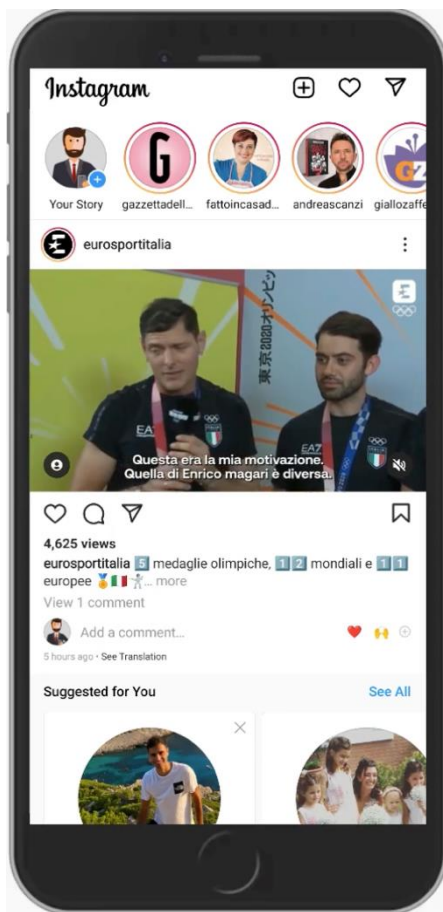 Instagram
G
GZ
Your Story
gazzettadell...
fattoincasad...
andreascanzi
giallozaffe
eurosportitalia
東京2020オリンピッ
EA7
EA7
Questa era la mia motivazione.
Quella di Enrico magari è diversa.
4,625 views
eurosportitalia 5️⃣ medaglie olimpiche, 1️⃣2️⃣ mondiali e 1️⃣1️⃣
europee 🏅🇮🇹🤺... more
View 1 comment
Add a comment...
5 hours ago • See Translation
Suggested for You
See All